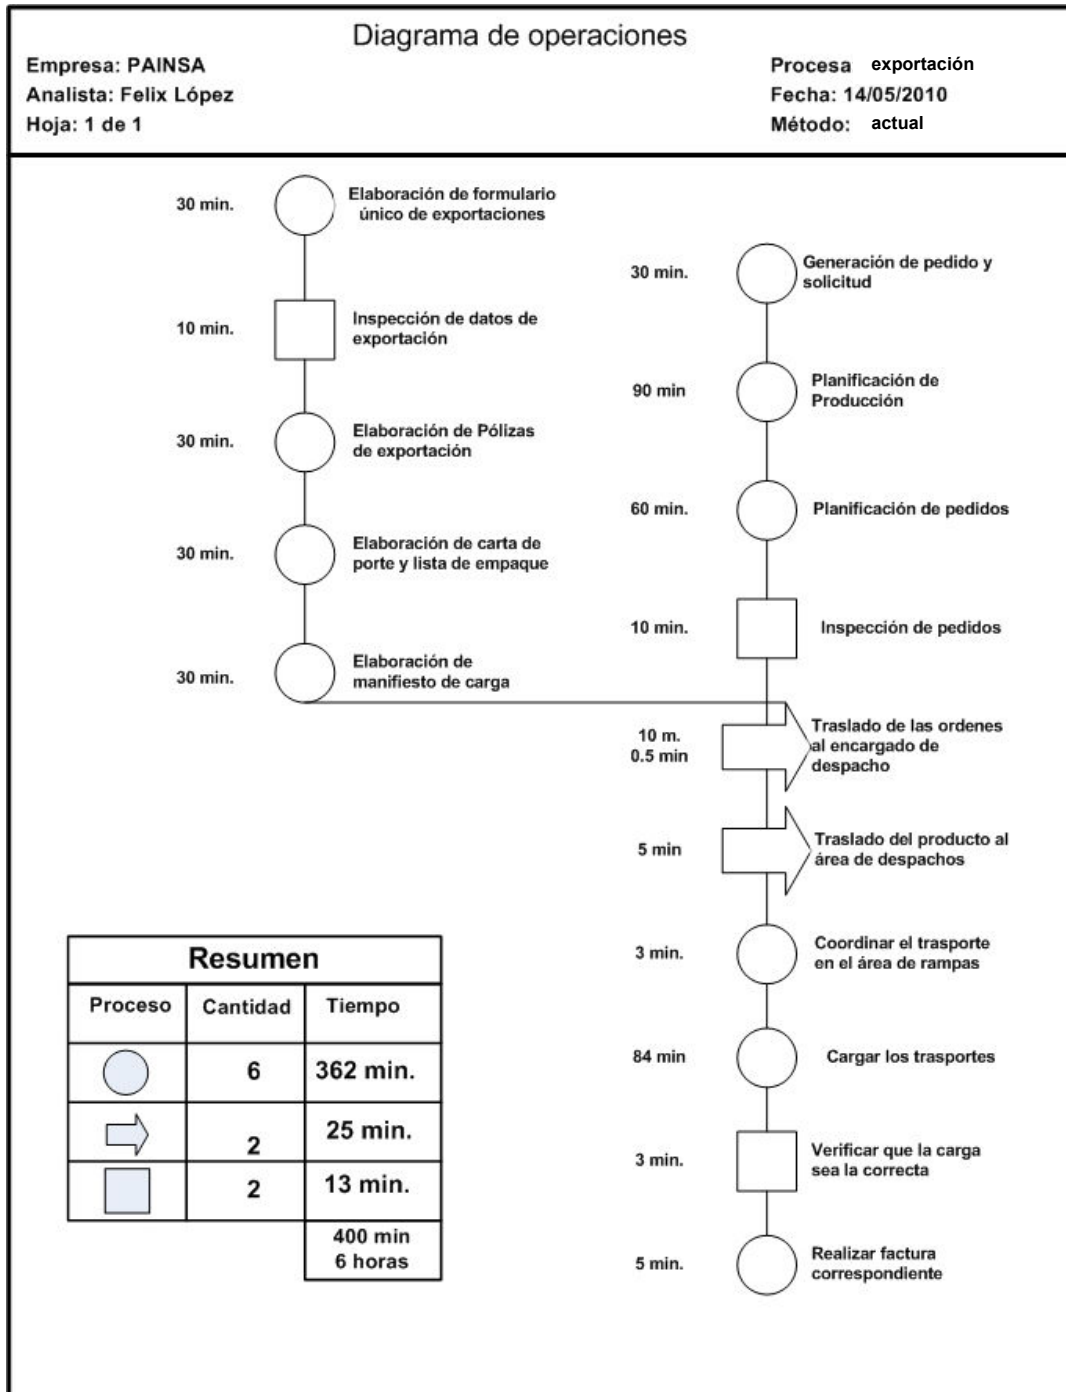 Diagrama de operaciones
Empresa: PAINSA
Analista: Felix López
Hoja: 1 de 1
Procesa exportación
Fecha: 14/05/2010
Método: actual
30 min.
Elaboración de formulario
único de exportaciones
10 min.
Inspección de datos de
exportación
30 min.
Elaboración de Pólizas
de exportación
30 min.
Elaboración de carta de
porte y lista de empaque
30 min.
Elaboración de
manifiesto de carga
30 min.
Generación de pedido y
solicitud
90 min
Planificación de
Producción
60 min.
Planificación de pedidos
10 min.
Inspección de pedidos
10 m.
0.5 min
Traslado de las ordenes
al encargado de
despacho
5 min
Traslado del producto al
área de despachos
3 min.
Coordinar el trasporte
en el área de rampas
84 min
Cargar los trasportes
3 min.
Verificar que la carga
sea la correcta
5 min.
Realizar factura
correspondiente
Resumen
Proceso Cantidad Tiempo
6 362 min.
2 25 min.
2 13 min.
400 min
6 horas